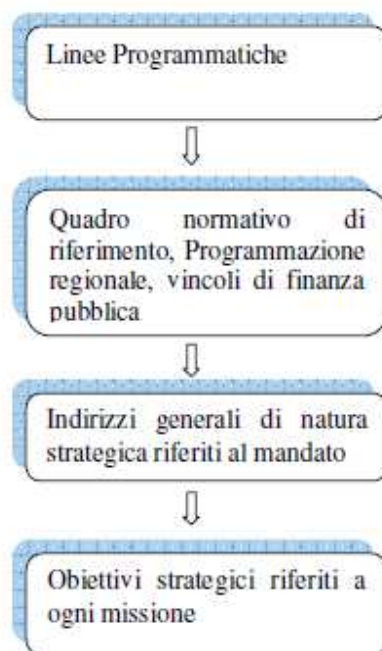 Linee Programmatiche
Quadro normativo di
riferimento, Programmazione
regionale, vincoli di finanza
pubblica
Indirizzi generali di natura
strategica riferiti al mandato
Obiettivi strategici riferiti a
ogni missione